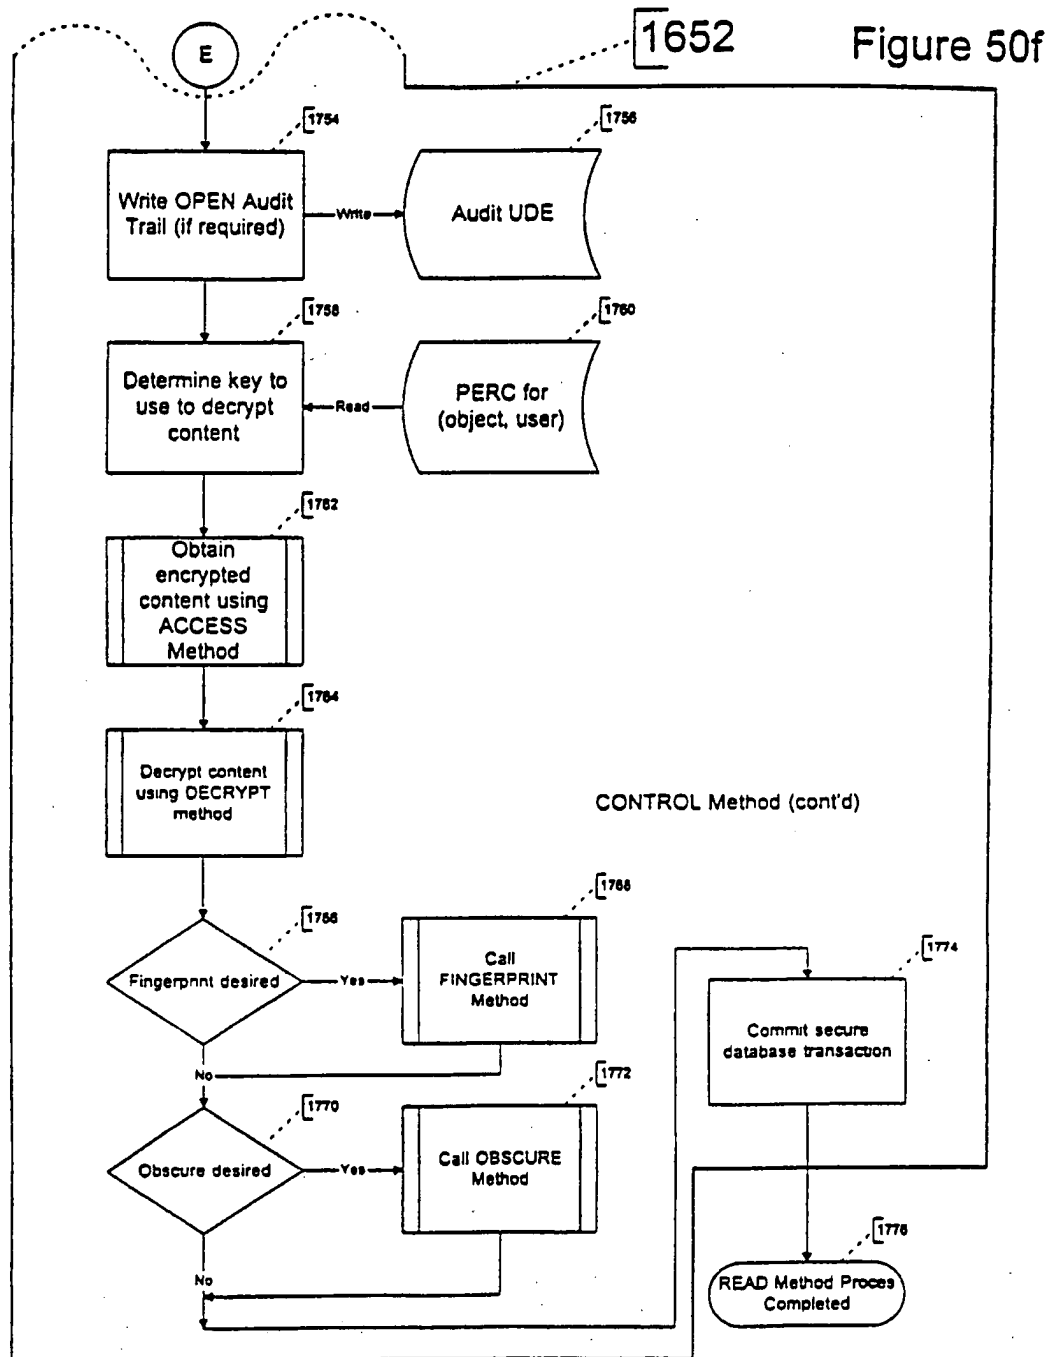 E
1652
Figure 50f
1754
1756
Write OPEN Audit
Trail (if required)
Write
Audit UDE
1758
1760
Determine key to
use to decrypt
content
Read
PERC for
(object, user)
1762
Obtain
encrypted
content using
ACCESS
Method
1764
Decrypt content
using DECRYPT
method
CONTROL Method (cont'd)
1766
1768
Fingerprint desired
Yes
Call
FINGERPRINT
Method
1774
Commit secure
database transaction
No
1770
1772
Obscure desired
Yes
Call OBSCURE
Method
No
1776
READ Method Proces
Completed